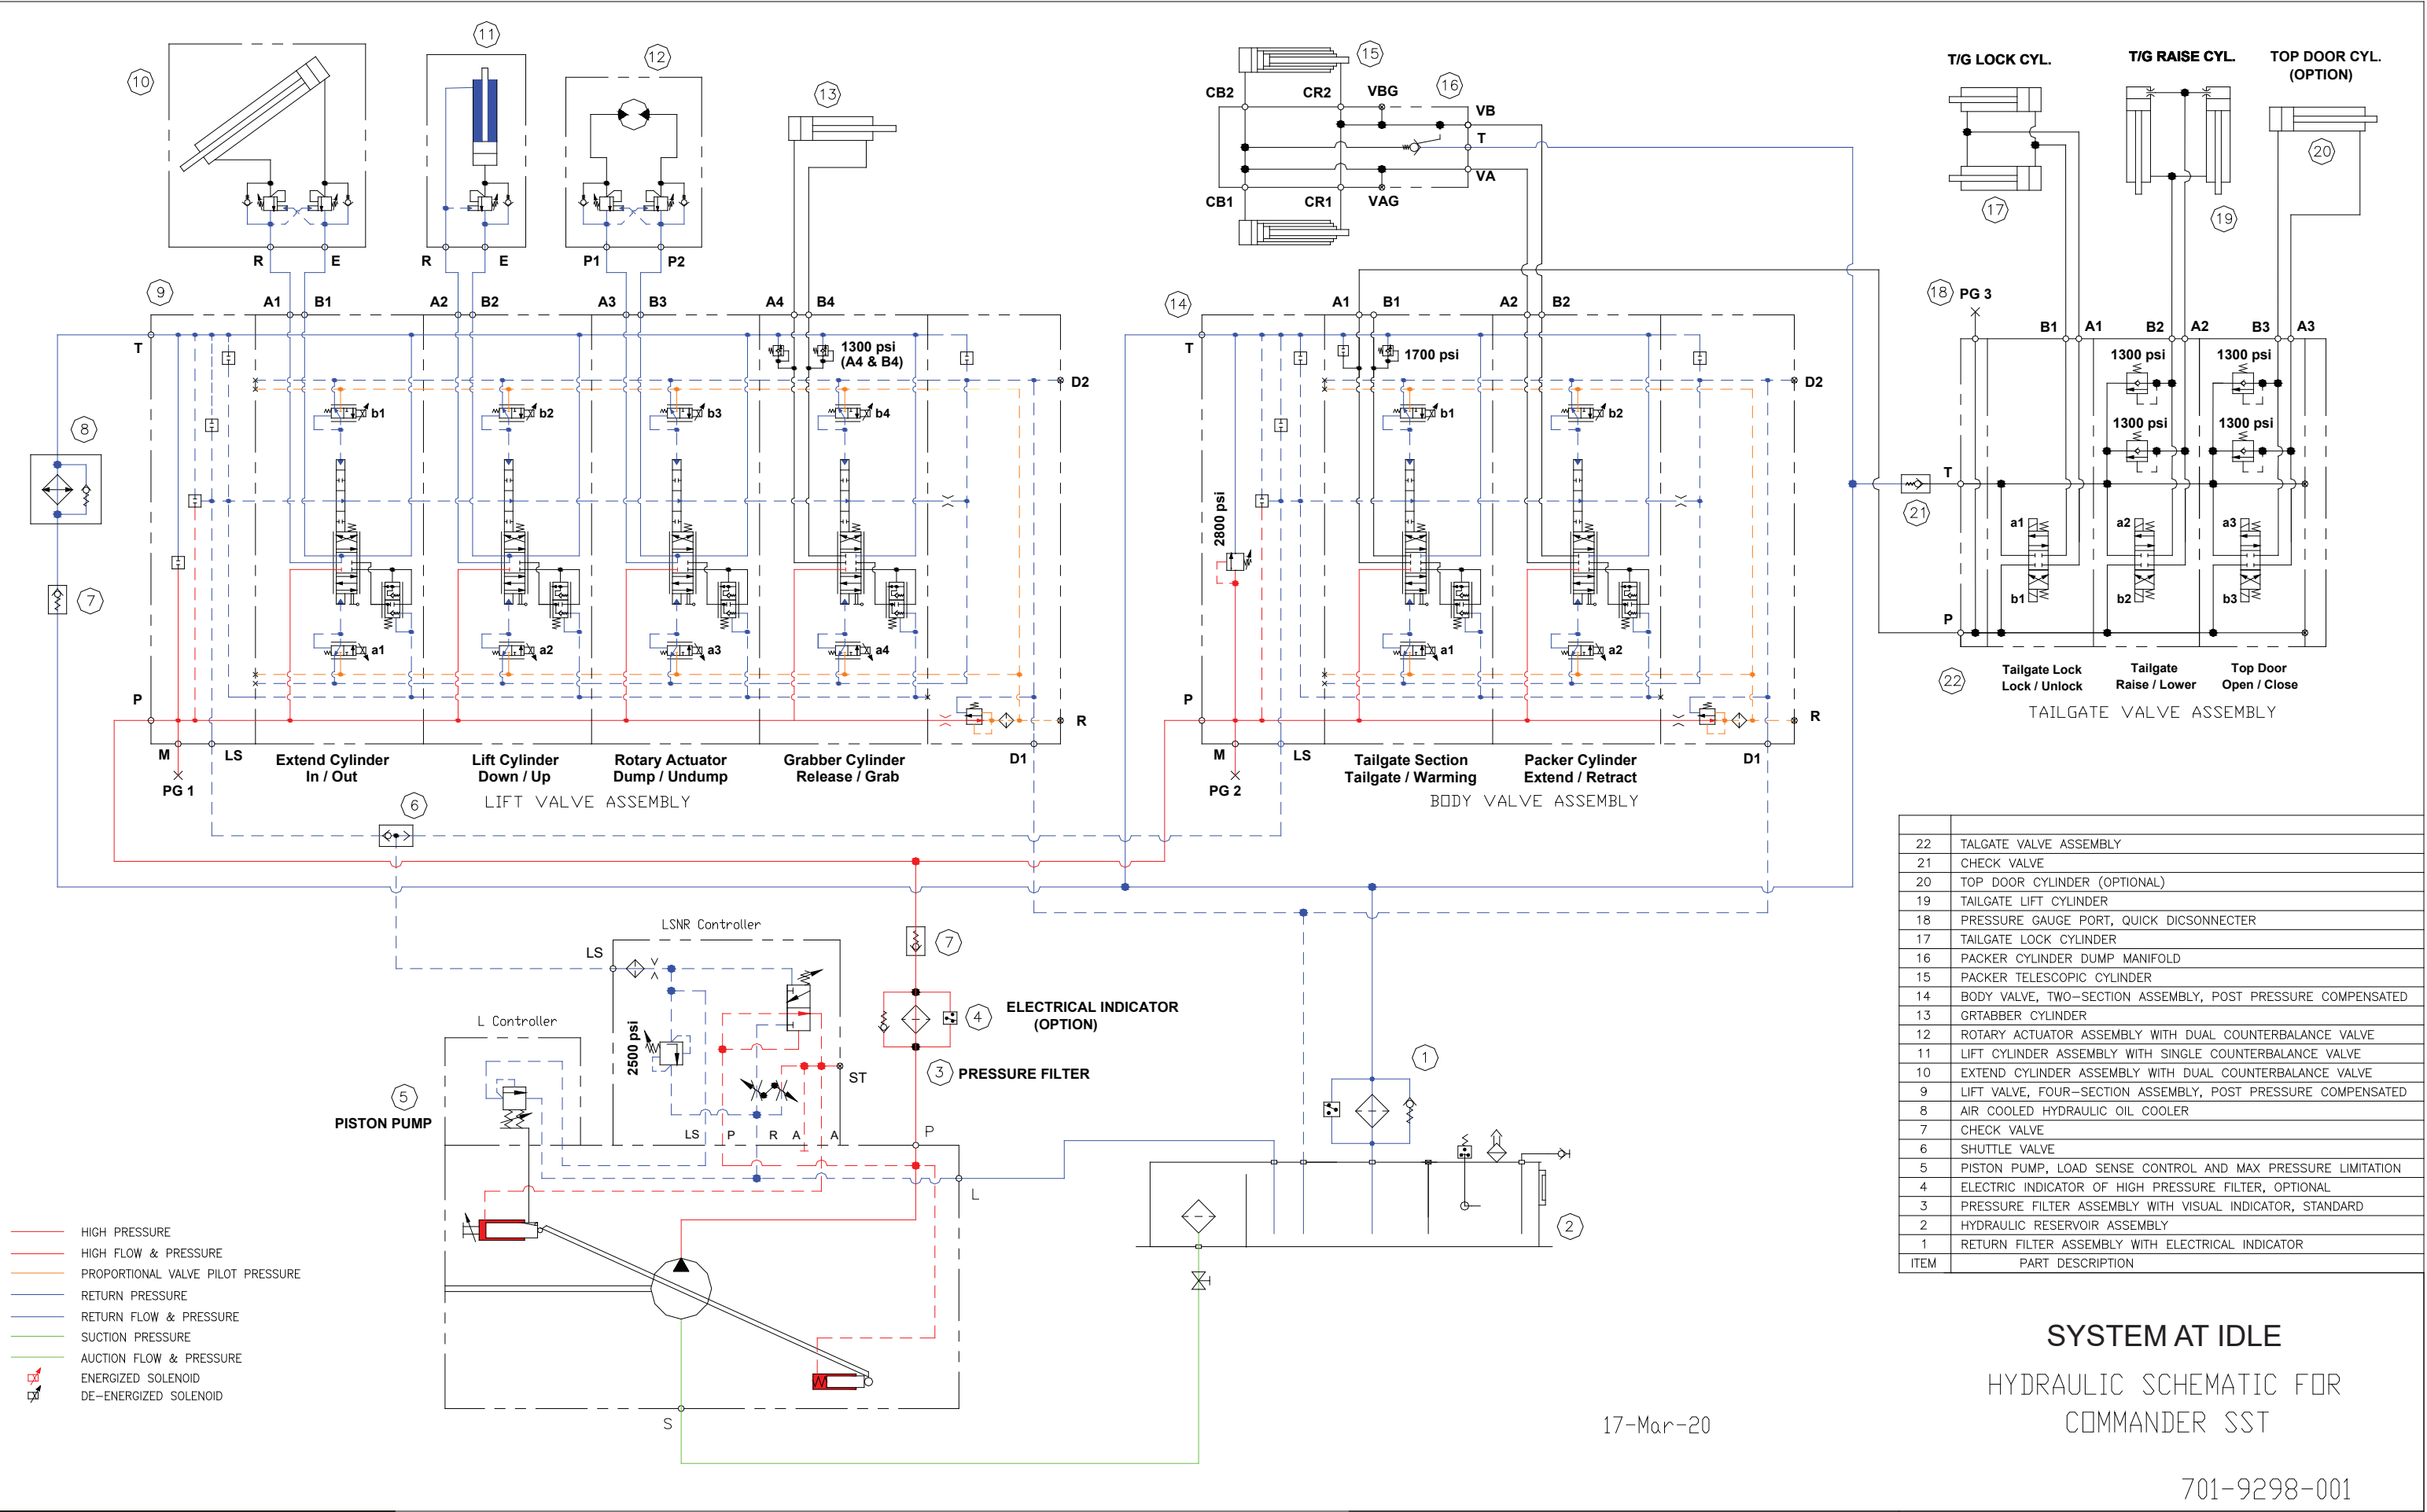 11
12
10
13
15
16
CB2
CR2
VBG
VB
T
VA
CB1
CR1
VAG
T/G LOCK CYL.
T/G RAISE CYL.
TOP DOOR CYL.
(OPTION)
17
19
20
R
E
R
E
P1
P2
9
A1
B1
A2
B2
A3
B3
A4
B4
T
1300 psi
(A4 & B4)
D2
b1
b2
b3
b4
8
7
a1
a2
a3
a4
P
R
M
LS
D1
PG 1
Extend Cylinder
In / Out
Lift Cylinder
Down / Up
Rotary Actuator
Dump / Undump
Grabber Cylinder
Release / Grab
LIFT VALVE ASSEMBLY
14
A1
B1
A2
B2
T
1700 psi
D2
b1
b2
2800 psi
a1
a2
P
R
M
LS
D1
PG 2
Tailgate Section
Tailgate / Warming
Packer Cylinder
Extend / Retract
BODY VALVE ASSEMBLY
18
PG 3
B1
A1
B2
A2
B3
A3
1300 psi
1300 psi
1300 psi
1300 psi
T
21
a1
a2
a3
b1
b2
b3
P
22
Tailgate Lock
Lock / Unlock
Tailgate
Raise / Lower
Top Door
Open / Close
TAILGATE VALVE ASSEMBLY
6
LSNR Controller
LS
7
L Controller
2500 psi
4
ELECTRICAL INDICATOR
(OPTION)
3
PRESSURE FILTER
ST
5
PISTON PUMP
LS
P
R
A
A
P
L
S
1
2
22 TALGATE VALVE ASSEMBLY
21 CHECK VALVE
20 TOP DOOR CYLINDER (OPTIONAL)
19 TAILGATE LIFT CYLINDER
18 PRESSURE GAUGE PORT, QUICK DICSONNECTER
17 TAILGATE LOCK CYLINDER
16 PACKER CYLINDER DUMP MANIFOLD
15 PACKER TELESCOPIC CYLINDER
14 BODY VALVE, TWO-SECTION ASSEMBLY, POST PRESSURE COMPENSATED
13 GRTABBER CYLINDER
12 ROTARY ACTUATOR ASSEMBLY WITH DUAL COUNTERBALANCE VALVE
11 LIFT CYLINDER ASSEMBLY WITH SINGLE COUNTERBALANCE VALVE
10 EXTEND CYLINDER ASSEMBLY WITH DUAL COUNTERBALANCE VALVE
9 LIFT VALVE, FOUR-SECTION ASSEMBLY, POST PRESSURE COMPENSATED
8 AIR COOLED HYDRAULIC OIL COOLER
7 CHECK VALVE
6 SHUTTLE VALVE
5 PISTON PUMP, LOAD SENSE CONTROL AND MAX PRESSURE LIMITATION
4 ELECTRIC INDICATOR OF HIGH PRESSURE FILTER, OPTIONAL
3 PRESSURE FILTER ASSEMBLY WITH VISUAL INDICATOR, STANDARD
2 HYDRAULIC RESERVOIR ASSEMBLY
1 RETURN FILTER ASSEMBLY WITH ELECTRICAL INDICATOR
ITEM PART DESCRIPTION
HIGH PRESSURE
HIGH FLOW & PRESSURE
PROPORTIONAL VALVE PILOT PRESSURE
RETURN PRESSURE
RETURN FLOW & PRESSURE
SUCTION PRESSURE
AUCTION FLOW & PRESSURE
ENERGIZED SOLENOID
DE-ENERGIZED SOLENOID
SYSTEM AT IDLE
HYDRAULIC SCHEMATIC FOR
COMMANDER SST
17-Mar-20
701-9298-001